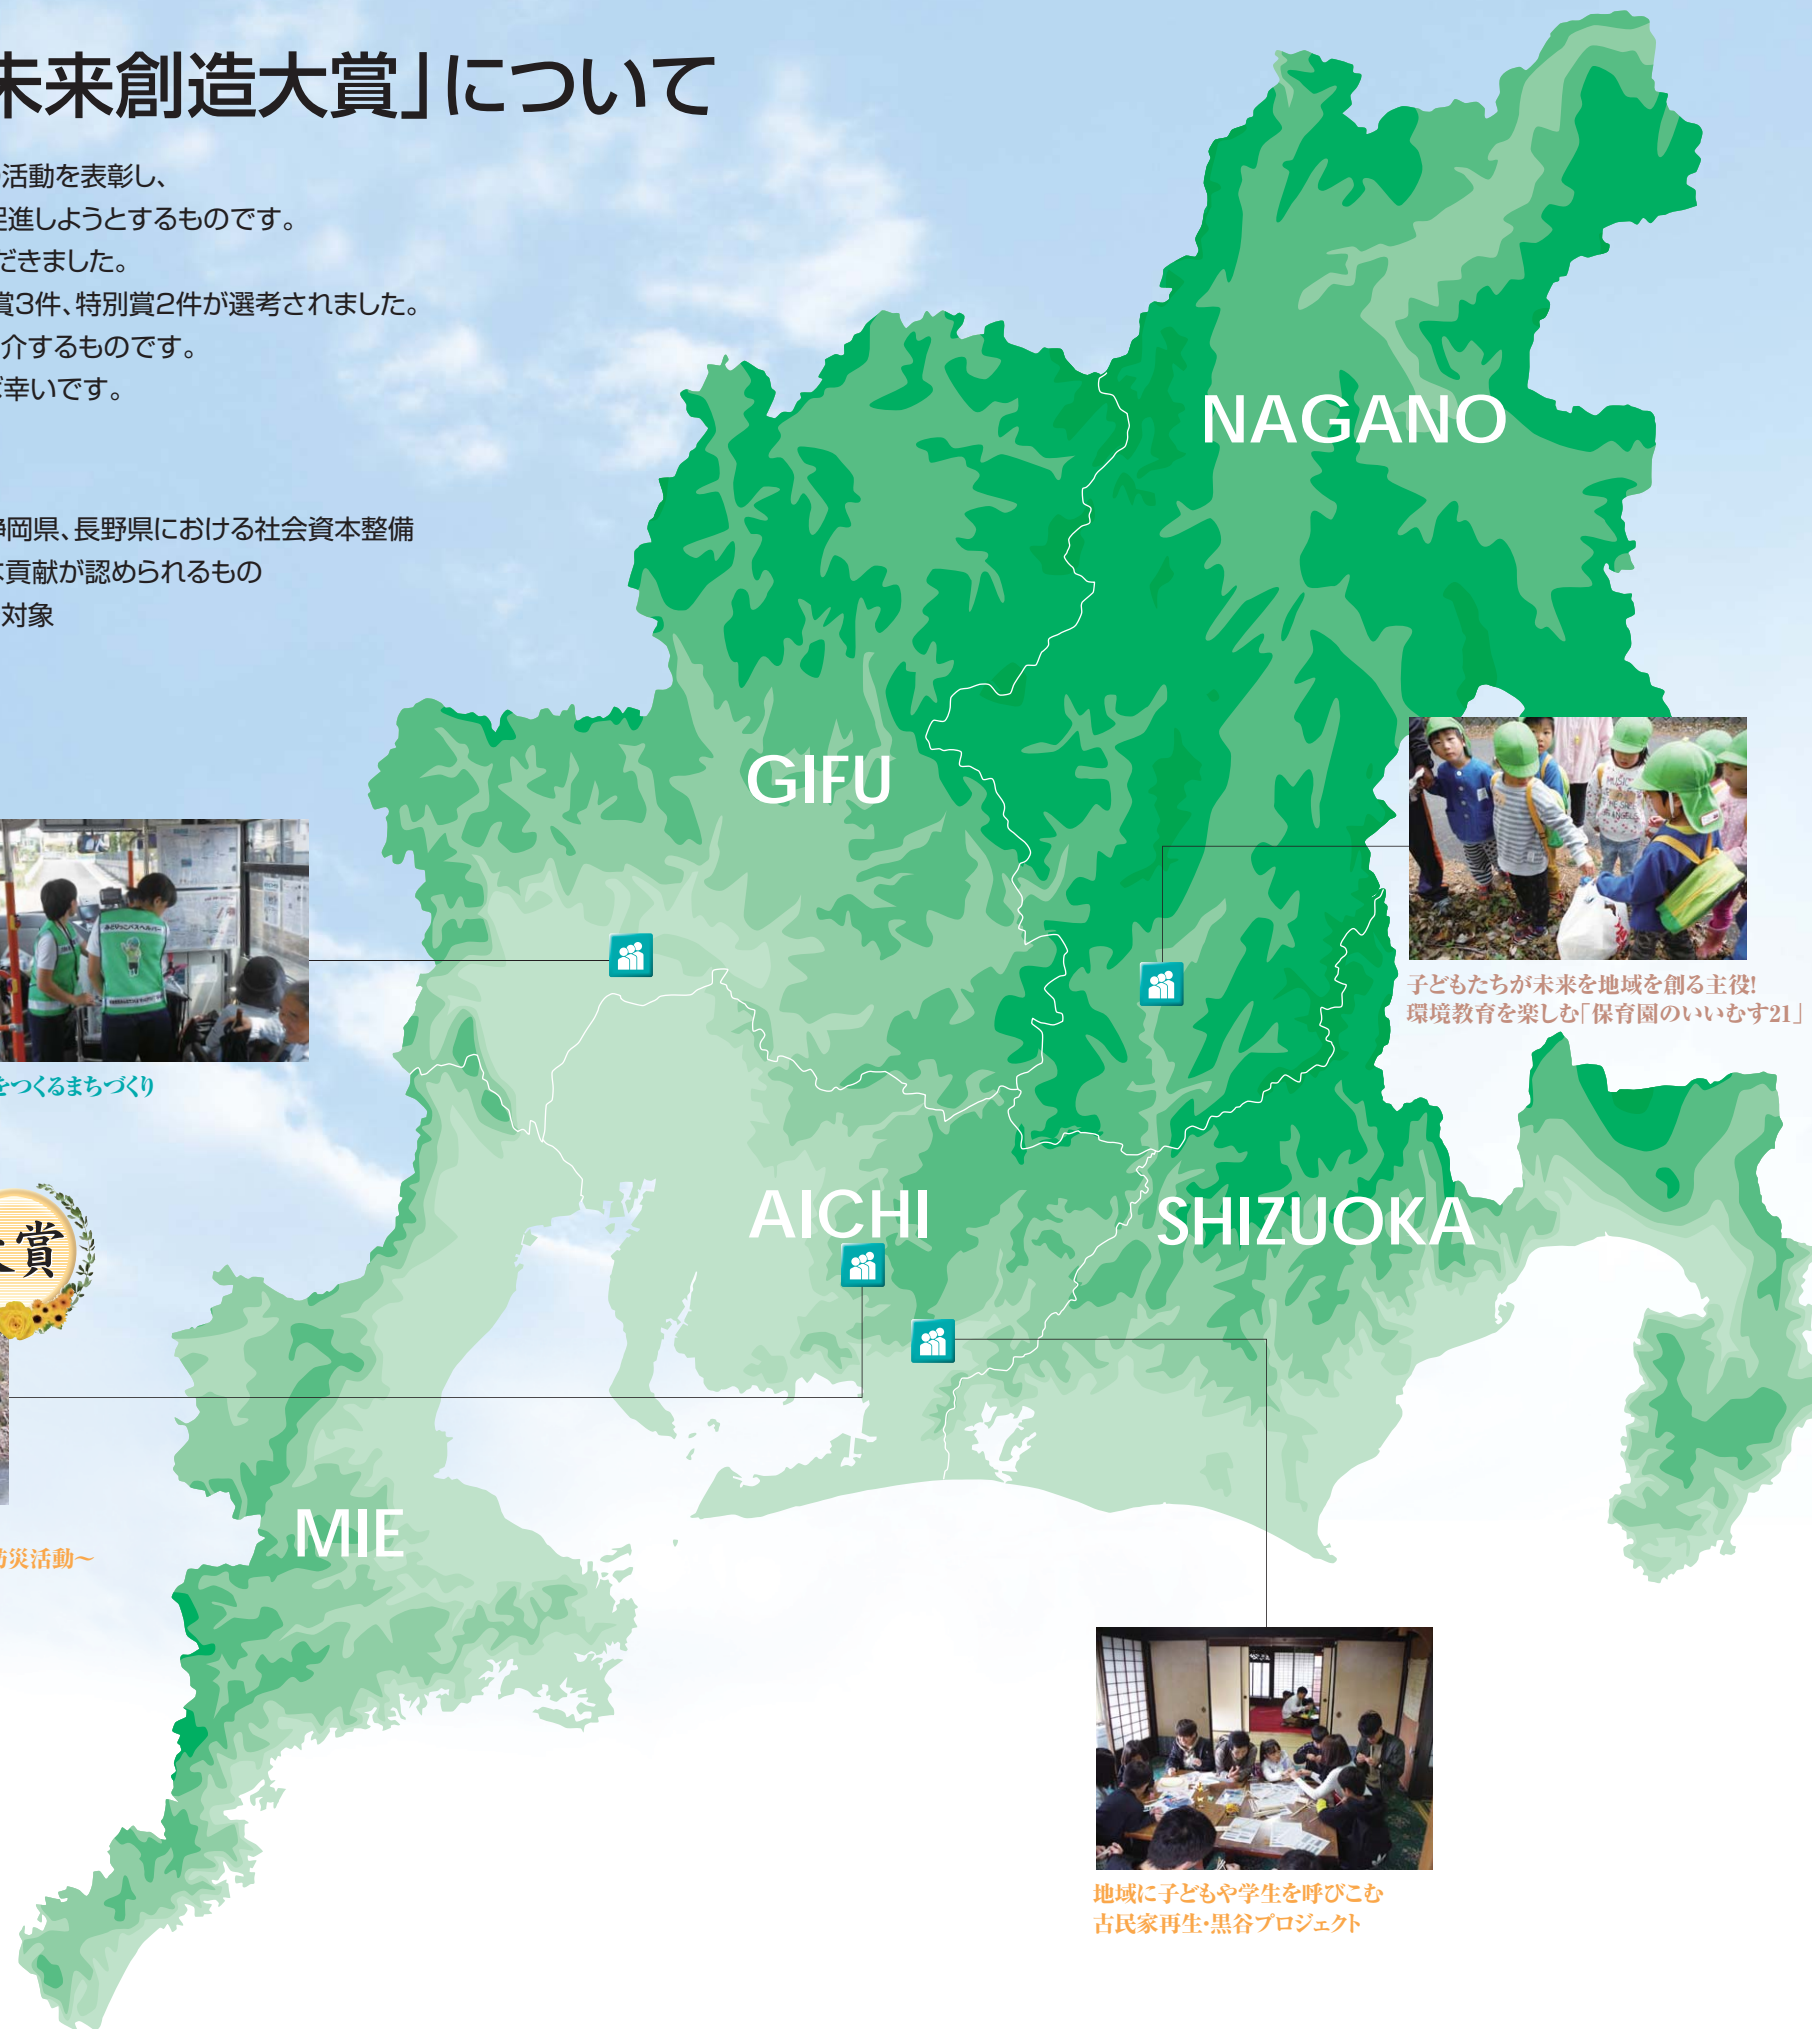 未来創造大賞」について
活動を表彰し、
促進しようとするものです。
だきました。
賞3件、特別賞2件が選考されました。
介するものです。
ば幸いです。
静岡県、長野県における社会資本整備
な貢献が認められるもの
対象
NAGANO
GIFU
子どもたちが未来を地域を創る主役!
環境教育を楽しむ「保育園のいいむす21」
をつくるまちづくり
大賞
AICHI
SHIZUOKA
MIE
防災活動〜
地域に子どもや学生を呼びこむ
古民家再生・黒谷プロジェクト